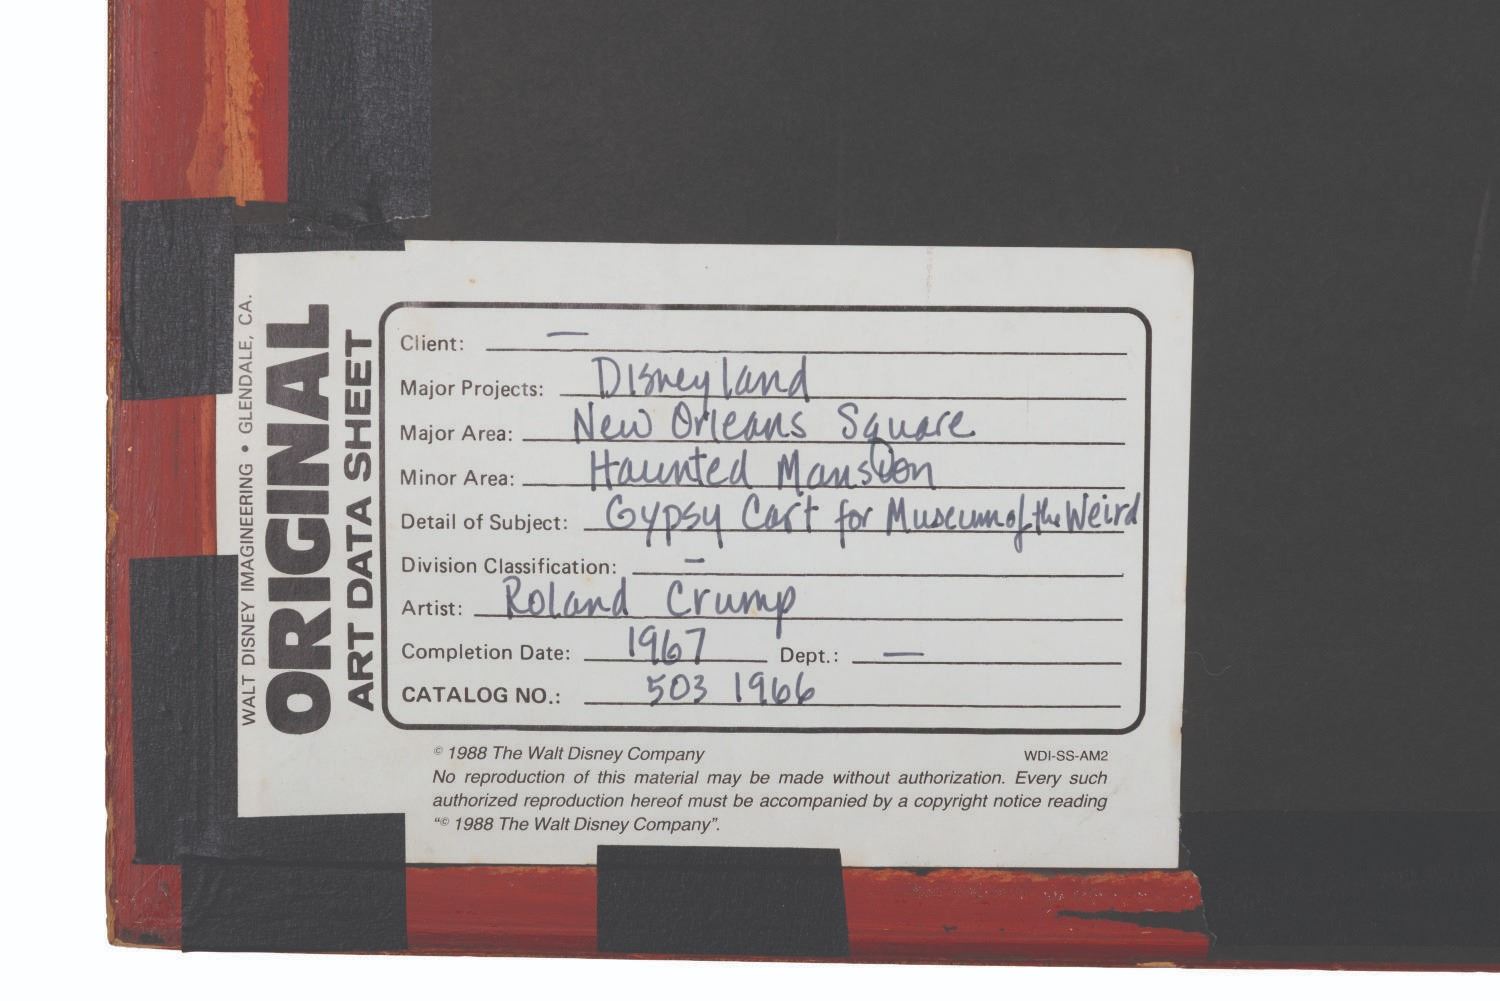 WALT DISNEY IMAGINEERING • GLENDALE, CA.
ORIGINAL
ART DATA SHEET
Client: —
Major Projects: Disneyland
Major Area: New Orleans Square
Minor Area: Haunted Mansion
Detail of Subject: Gypsy Cart for Museum of the Weird
Division Classification: —
Artist: Roland Crump
Completion Date: 1967 Dept.: —
CATALOG NO.: 503 1966
© 1988 The Walt Disney Company WDI-SS-AM2
No reproduction of this material may be made without authorization. Every such
authorized reproduction hereof must be accompanied by a copyright notice reading
“© 1988 The Walt Disney Company”.